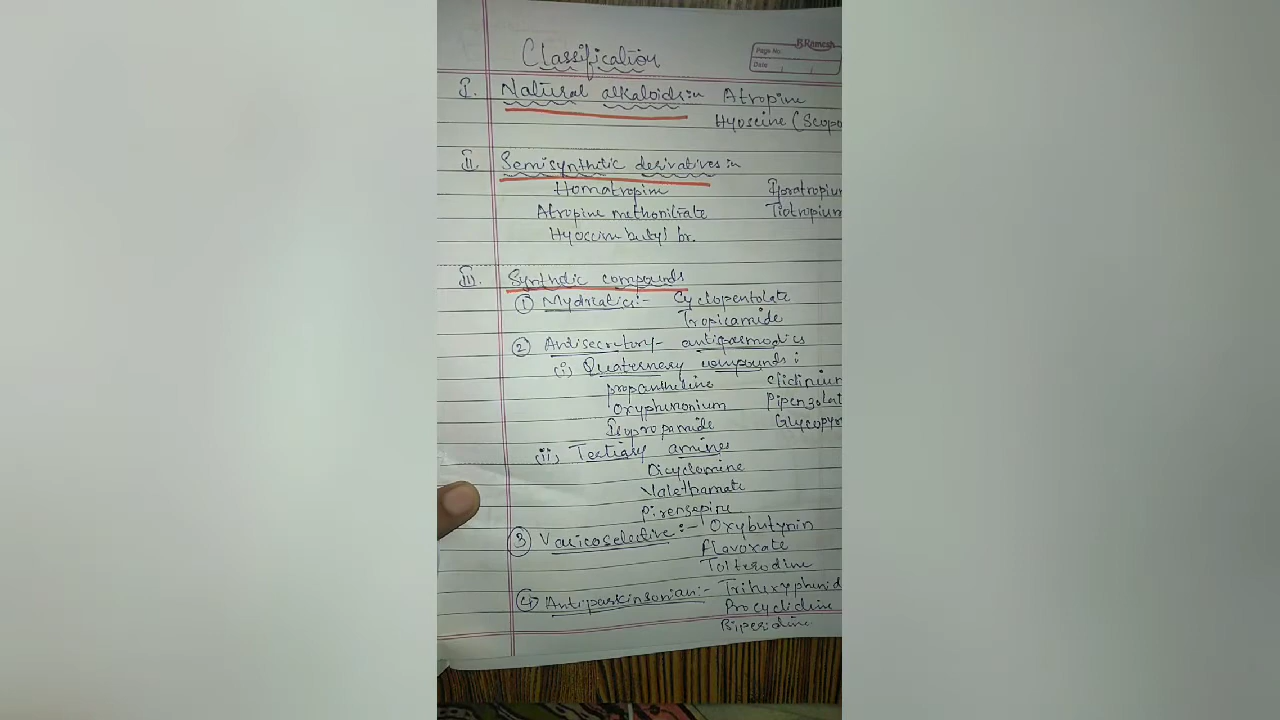 Classification
B Ramesh
Page No.
Date / /
I. Natural alkaloids:n Atropine
Hyoscine (Scopo
II. Semisynthetic derivatives:n
Homatropine Ipratropium
Atropine methonitrate Tiotropium
Hyoscine butyl br.
III. Synthetic compounds
① Mydriatics:- Cyclopentolate
Tropicamide
② Antisecretory- antispasmodics
(i) Quaternary compounds:
propantheline Clidinium
Oxyphenonium Pipenzolat
Isopropamide Glycopyr
(ii) Tertiary amines
Dicyclomine
Valethamate
Pirenzepine
③ Vasicoselective:- Oxybutynin
Flavoxate
Tolterodine
④ Antiparkinsonian:- Trihexyphenid
Procyclidine
Biperidine